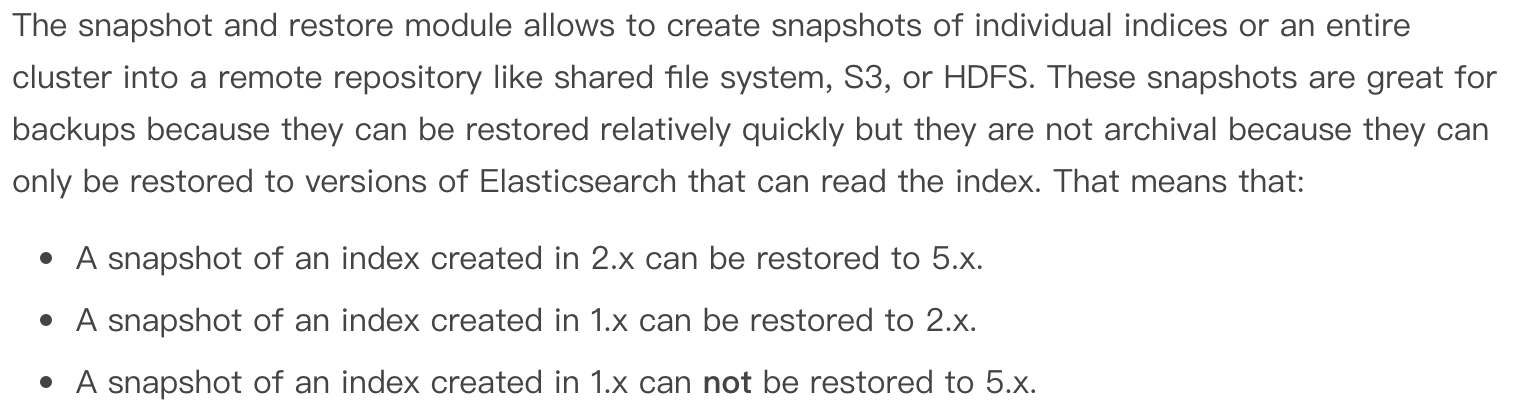 The snapshot and restore module allows to create snapshots of individual indices or an entire
cluster into a remote repository like shared file system, S3, or HDFS. These snapshots are great for
backups because they can be restored relatively quickly but they are not archival because they can
only be restored to versions of Elasticsearch that can read the index. That means that:
• A snapshot of an index created in 2.x can be restored to 5.x.
• A snapshot of an index created in 1.x can be restored to 2.x.
• A snapshot of an index created in 1.x can not be restored to 5.x.